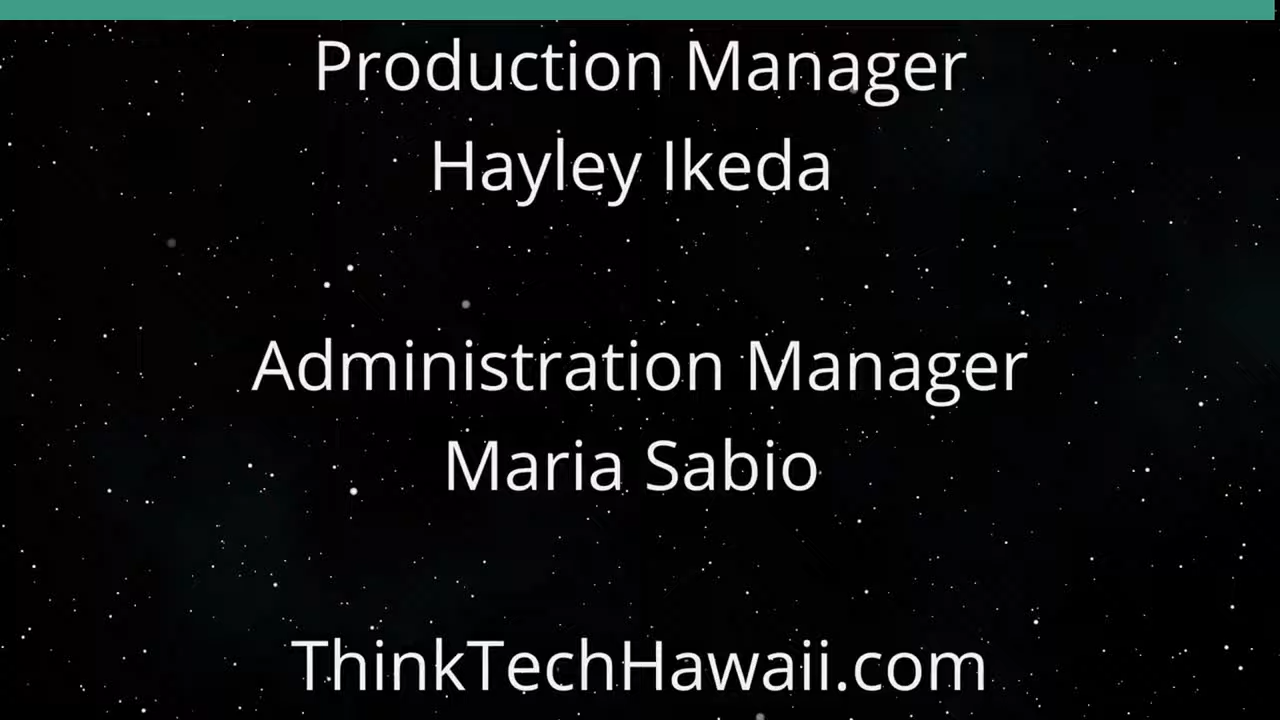 Production Manager
Hayley Ikeda
Administration Manager
Maria Sabio
ThinkTechHawaii.com